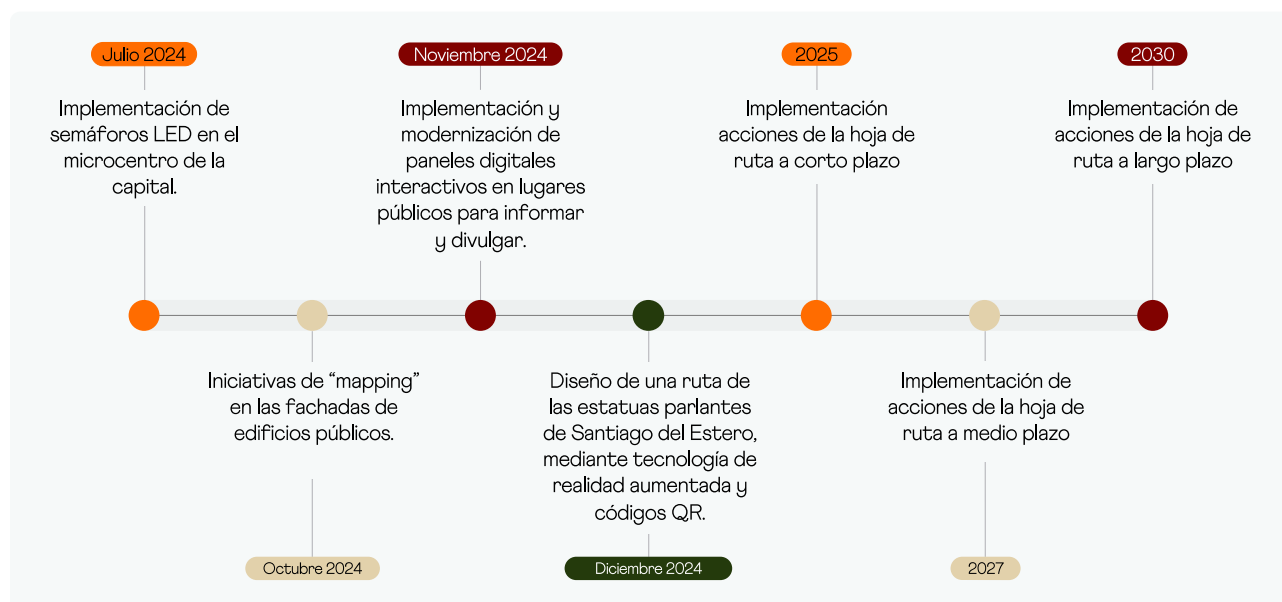 Julio 2024
Implementación de
semáforos LED en el
microcentro de la
capital.
Noviembre 2024
Implementación y
modernización de
paneles digitales
interactivos en lugares
públicos para informar
y divulgar.
2025
Implementación
acciones de la hoja de
ruta a corto plazo
2030
Implementación de
acciones de la hoja de
ruta a largo plazo
Iniciativas de “mapping”
en las fachadas de
edificios públicos.
Octubre 2024
Diseño de una ruta de
las estatuas parlantes
de Santiago del Estero,
mediante tecnología de
realidad aumentada y
códigos QR.
Diciembre 2024
Implementación de
acciones de la hoja de
ruta a medio plazo
2027